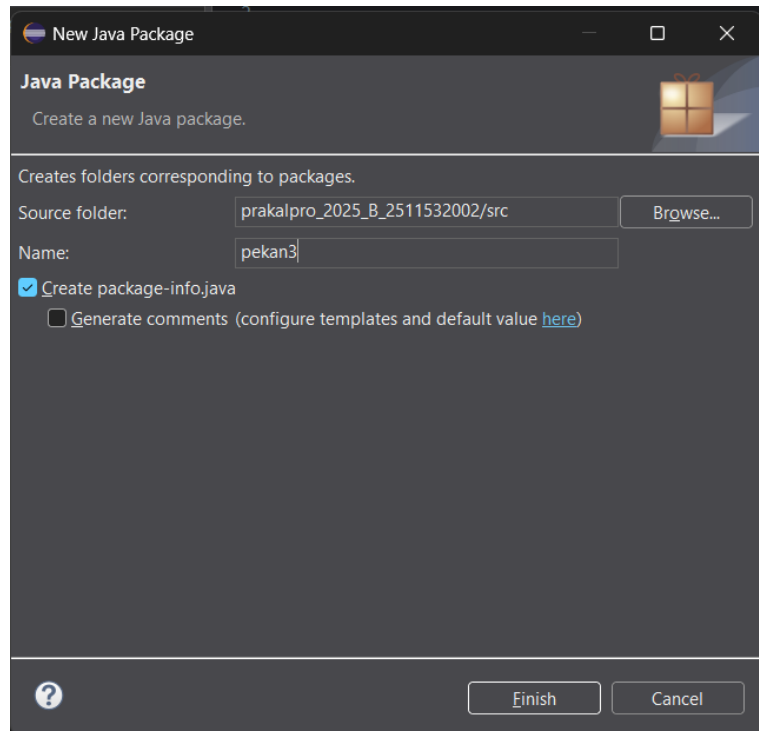 New Java Package
Java Package
Create a new Java package.
Creates folders corresponding to packages.
Source folder: prakalpro_2025_B_2511532002/src Browse...
Name: pekan3
Create package-info.java
Generate comments (configure templates and default value here)
Finish Cancel